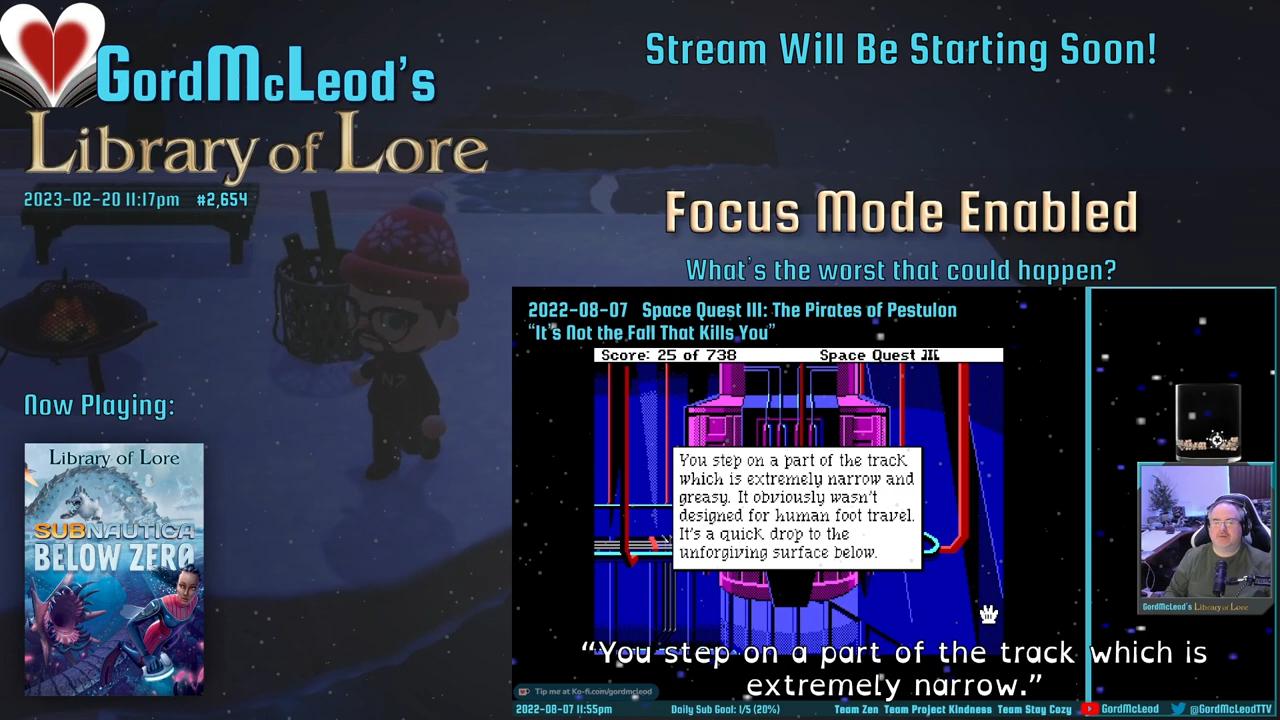 GordMcLeod's
Library of Lore
2023-02-20 11:17pm #2,654
Stream Will Be Starting Soon!
Focus Mode Enabled
What's the worst that could happen?
Now Playing:
Library of Lore
SUBNAUTICA
BELOW ZERO
2022-08-07 Space Quest III: The Pirates of Pestulon
“It's Not the Fall That Kills You”
Score: 25 of 738 Space Quest III
You step on a part of the track
which is extremely narrow and
greasy. It obviously wasn't
designed for human foot travel.
It's a quick drop to the
unforgiving surface below.
“You step on a part of the track which is
extremely narrow.”
Tip me at Ko-fi.com/gordmcleod
GordMcLeod's Library of Lore
2022-08-07 11:55pm Daily Sub Goal: 1/5 (20%) Team Zen Team Project Kindness Team Stay Cozy GordMcLeod @GordMcLeodTTV
N7